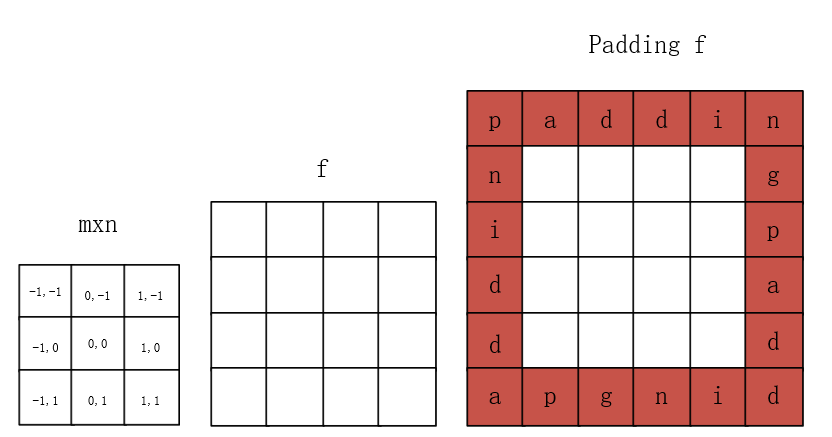 Padding f
f
mxn
-1,-1 0,-1 1,-1
-1,0 0,0 1,0
-1,1 0,1 1,1
p a d d i n
n g
i p
d a
d d
a p g n i d